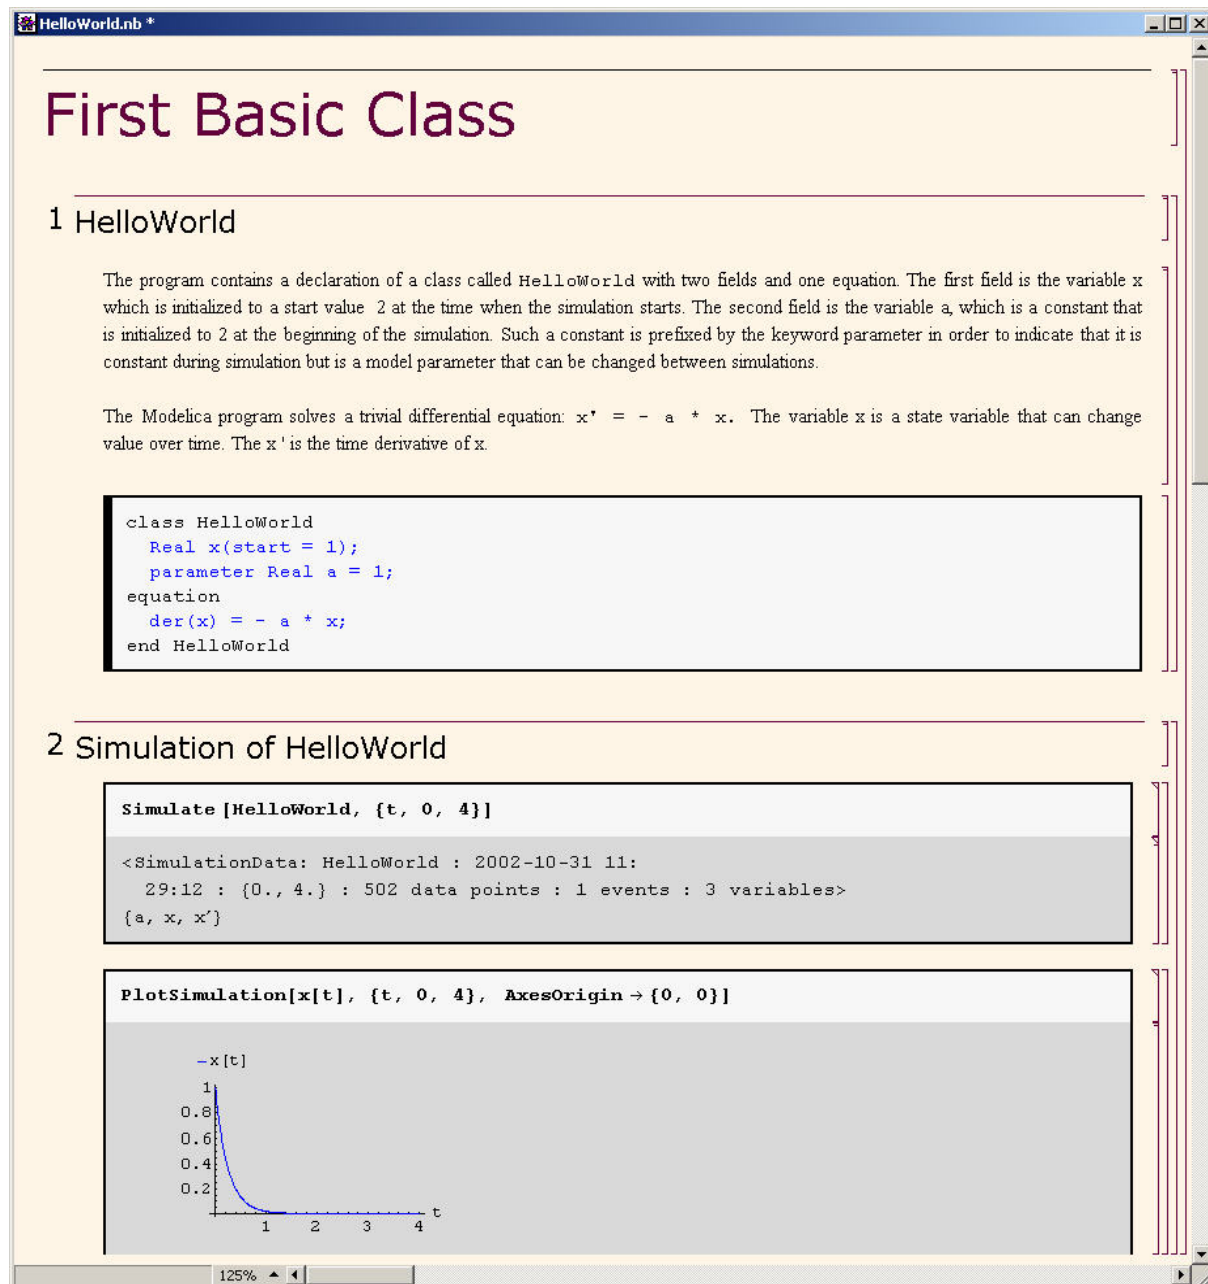 HelloWorld.nb *
First Basic Class
1 HelloWorld
The program contains a declaration of a class called HelloWorld with two fields and one equation. The first field is the variable x
which is initialized to a start value 2 at the time when the simulation starts. The second field is the variable a, which is a constant that
is initialized to 2 at the beginning of the simulation. Such a constant is prefixed by the keyword parameter in order to indicate that it is
constant during simulation but is a model parameter that can be changed between simulations.
The Modelica program solves a trivial differential equation: x' = - a * x. The variable x is a state variable that can change
value over time. The x ' is the time derivative of x.
class HelloWorld
Real x(start = 1);
parameter Real a = 1;
equation
der(x) = - a * x;
end HelloWorld
2 Simulation of HelloWorld
Simulate [HelloWorld, {t, 0, 4}]
<SimulationData: HelloWorld : 2002-10-31 11:
29:12 : {0., 4.} : 502 data points : 1 events : 3 variables>
{a, x, x′}
PlotSimulation[x[t], {t, 0, 4}, AxesOrigin → {0, 0}]
x[t]
1
0.8
0.6
0.4
0.2
t
1 2 3 4
125%